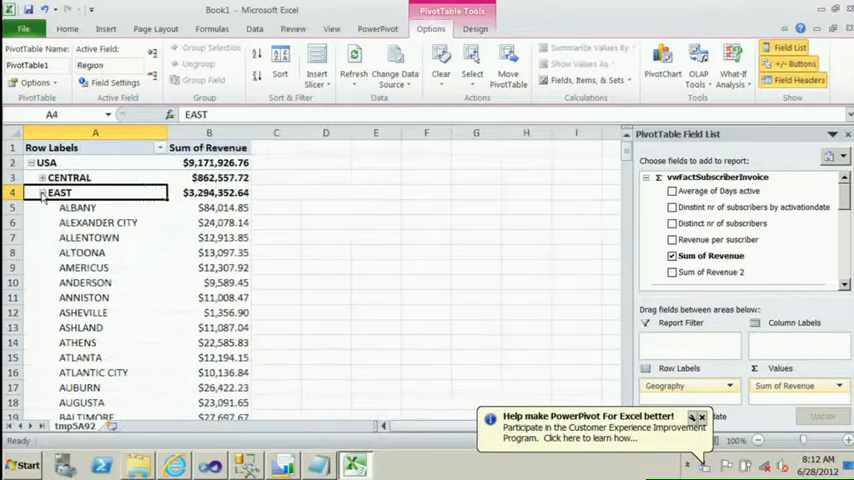 Book1 - Microsoft Excel
PivotTable Tools
File Home Insert Page Layout Formulas Data Review View PowerPivot Options Design
PivotTable Name: Active Field:
PivotTable1 Region
Options Field Settings
PivotTable Active Field
Group Selection
Ungroup
Group Field
Group
Sort Insert Slicer
Sort & Filter
Refresh Change Data Source
Data
Clear Select Move PivotTable
Actions
Summarize Values By
Show Values As
Fields, Items, & Sets
Calculations
PivotChart OLAP Tools What-If Analysis
Tools
Field List
+/- Buttons
Field Headers
Show
A4 fx EAST
A B C D E F G H I
1 Row Labels Sum of Revenue
2 USA $9,171,926.76
3 CENTRAL $862,557.72
4 EAST $3,294,352.64
5 ALBANY $84,014.85
6 ALEXANDER CITY $24,078.14
7 ALLENTOWN $12,913.85
8 ALTOONA $13,097.35
9 AMERICUS $12,307.92
10 ANDERSON $9,589.45
11 ANNISTON $11,008.47
12 ASHEVILLE $1,356.90
13 ASHLAND $11,087.04
14 ATHENS $22,585.83
15 ATLANTA $12,194.15
16 ATLANTIC CITY $10,136.84
17 AUBURN $26,422.23
18 AUGUSTA $23,091.65
19 BALTIMORE $27,697.67
tmp5A92
PivotTable Field List
Choose fields to add to report:
Σ vwFactSubscriberInvoice
Average of Days active
Dinstint nr of subscribers by activationdate
Distinct nr of subscribers
Revenue per suscriber
Sum of Revenue
Sum of Revenue 2
Drag fields between areas below:
Report Filter Column Labels
Row Labels Σ Values
Geography Sum of Revenue
Update
Help make PowerPivot For Excel better!
Participate in the Customer Experience Improvement
Program. Click here to learn how...
Ready 100%
Start
8:12 AM
6/28/2012